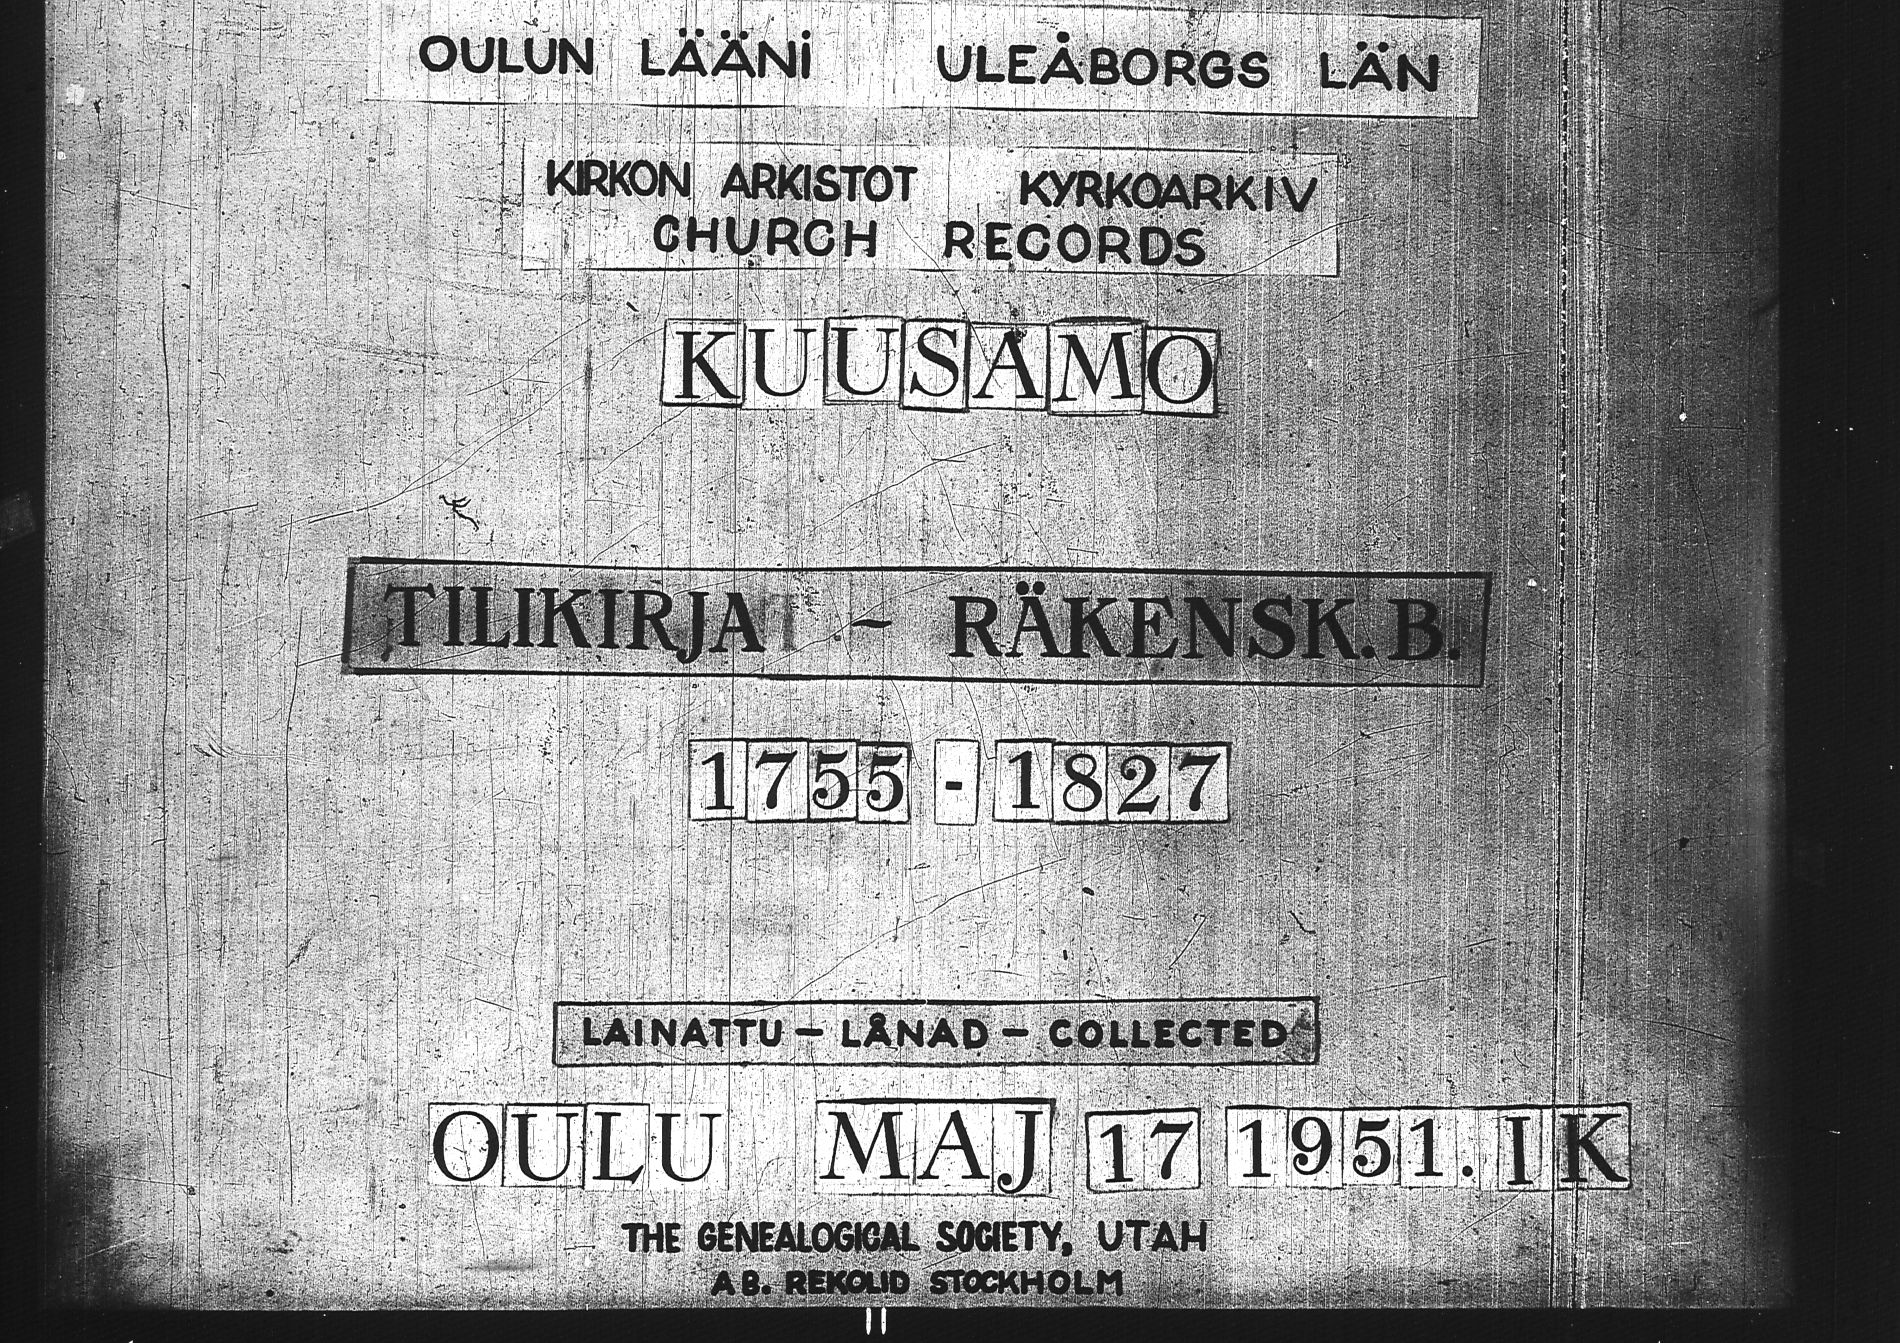 OULUN LÄÄNi ULEÅBORGS LÄN
KIRKON ARKISTOT KYRKOARKIV
CHURCH RECORDS
KUUSAMO
TILIKIRJAT - RÄKENSK.B.
1755 - 1827
LAINATTU - LÅNAD - COLLECTED
OULU MAJ 17 1951. IK
THE GENEALOGICAL SOCIETY, UTAH
AB. REKOLID STOCKHOLM